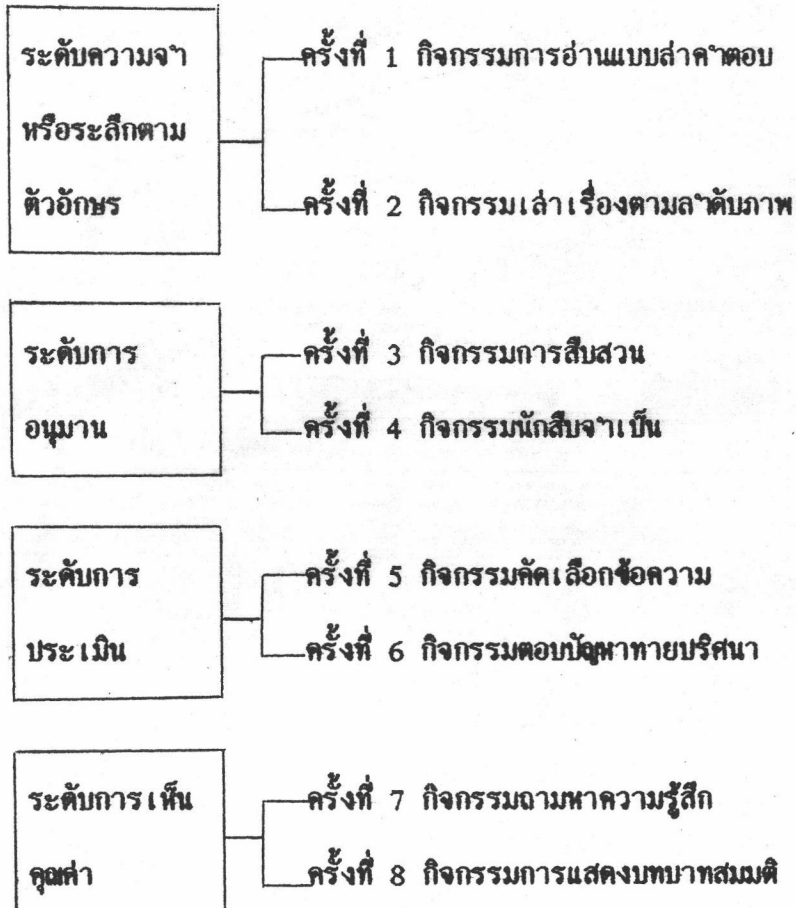 ระดับความจำ
หรือระลึกตาม
ตัวอักษร
ครั้งที่ 1 กิจกรรมการอ่านแบบล่าคำตอบ
ครั้งที่ 2 กิจกรรมเล่าเรื่องตามลำดับภาพ
ระดับการ
อนุมาน
ครั้งที่ 3 กิจกรรมการสืบสวน
ครั้งที่ 4 กิจกรรมนักสืบจำเป็น
ระดับการ
ประเมิน
ครั้งที่ 5 กิจกรรมคัดเลือกข้อความ
ครั้งที่ 6 กิจกรรมตอบปัญหาทายปริศนา
ระดับการเห็น
คุณค่า
ครั้งที่ 7 กิจกรรมถามหาความรู้สึก
ครั้งที่ 8 กิจกรรมการแสดงบทบาทสมมติ